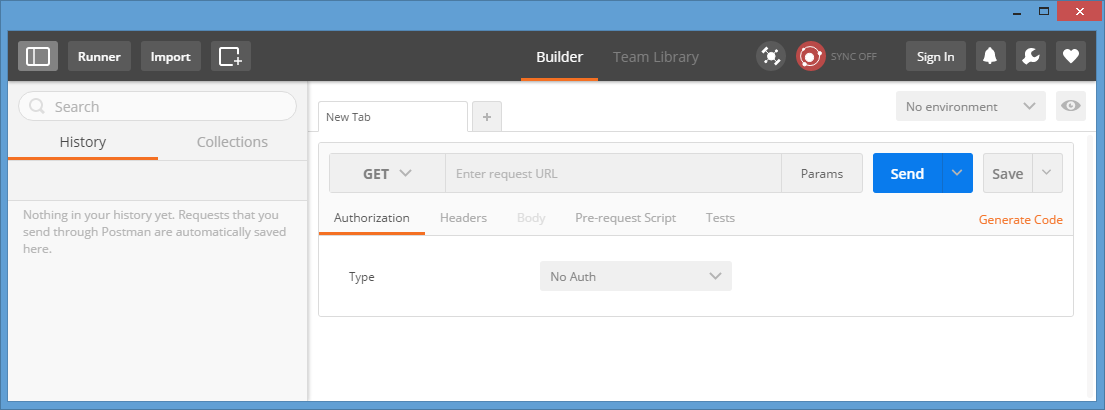 Runner
Import
Builder
Team Library
SYNC OFF
Sign In
Search
History
Collections
Nothing in your history yet. Requests that you
send through Postman are automatically saved
here.
New Tab
+
No environment
GET
Enter request URL
Params
Send
Save
Authorization
Headers
Body
Pre-request Script
Tests
Generate Code
Type
No Auth